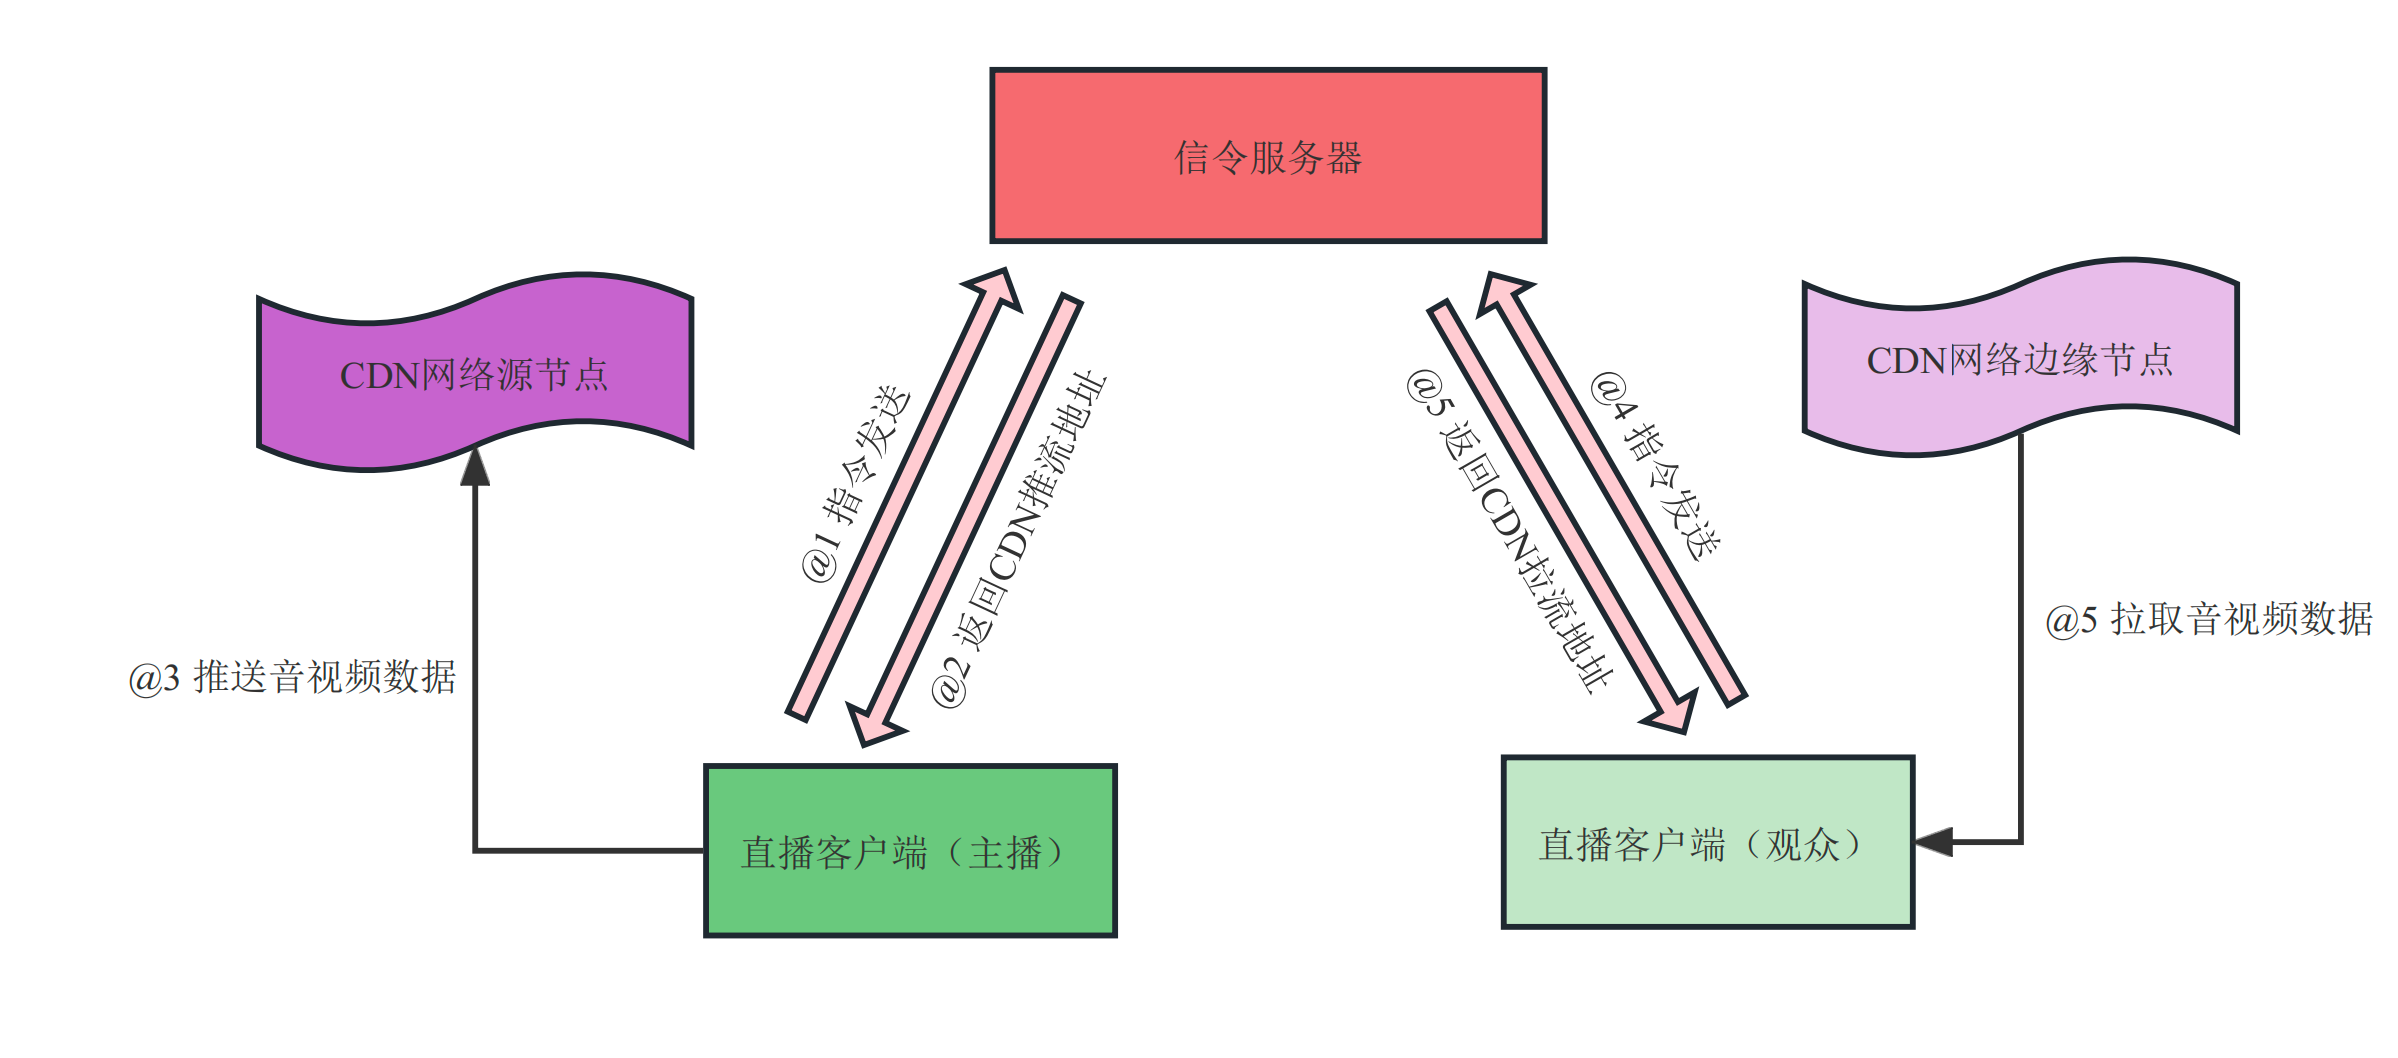 信令服务器
CDN网络源节点
CDN网络边缘节点
@1 指令发送
@2 返回CDN推流地址
@5 返回CDN拉流地址
@4 指令发送
@3 推送音视频数据
@5 拉取音视频数据
直播客户端（主播）
直播客户端（观众）